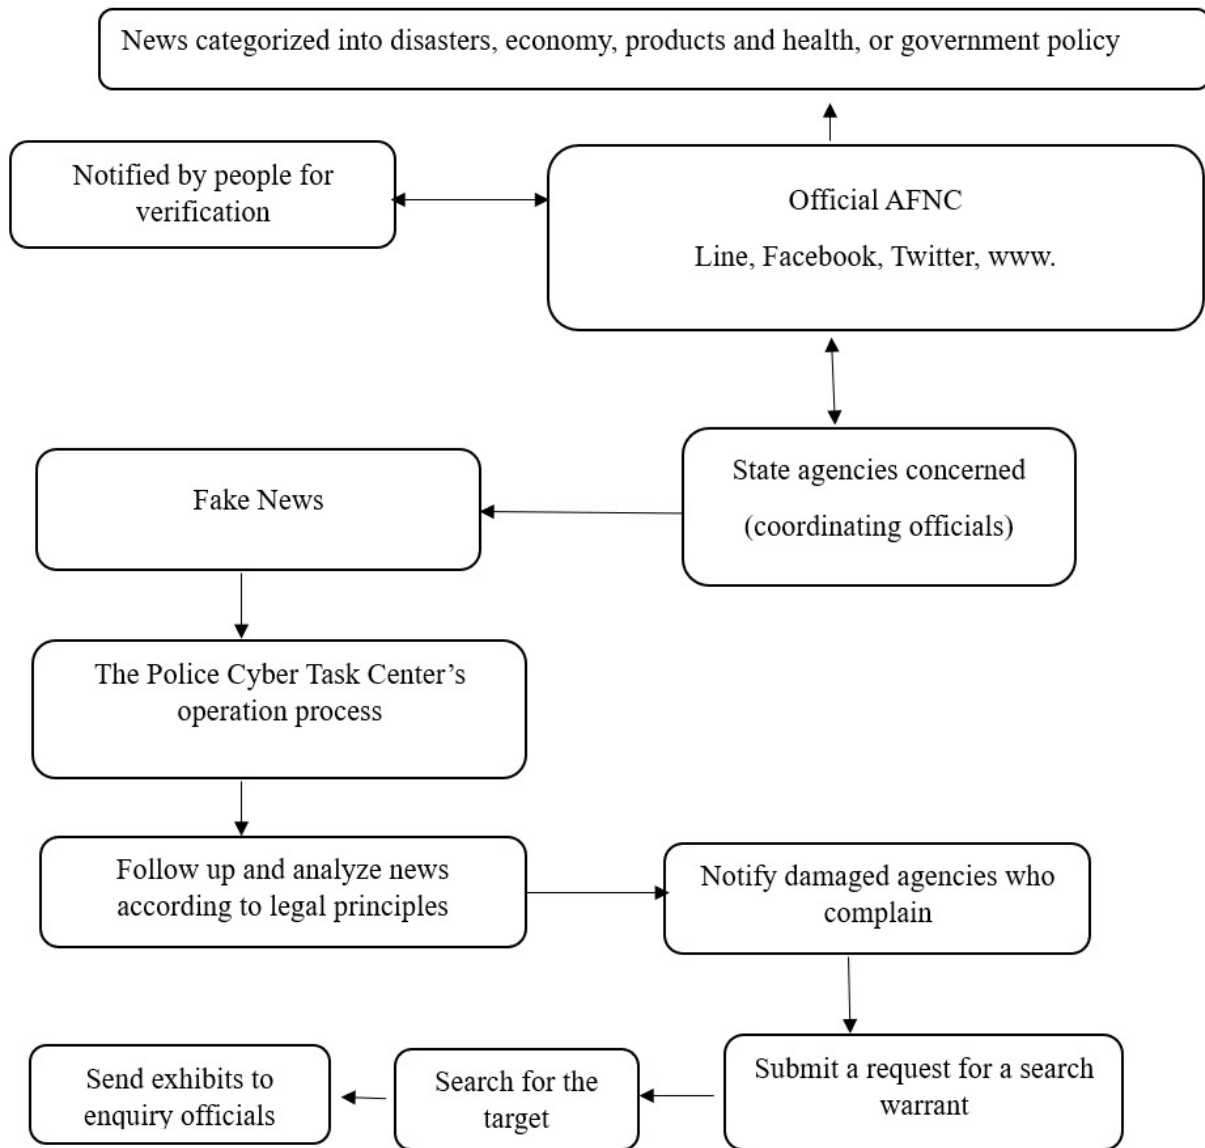 News categorized into disasters, economy, products and health, or government policy
Notified by people for
verification
Official AFNC
Line, Facebook, Twitter, www.
State agencies concerned
(coordinating officials)
Fake News
The Police Cyber Task Center’s
operation process
Follow up and analyze news
according to legal principles
Notify damaged agencies who
complain
Submit a request for a search
warrant
Search for the
target
Send exhibits to
enquiry officials